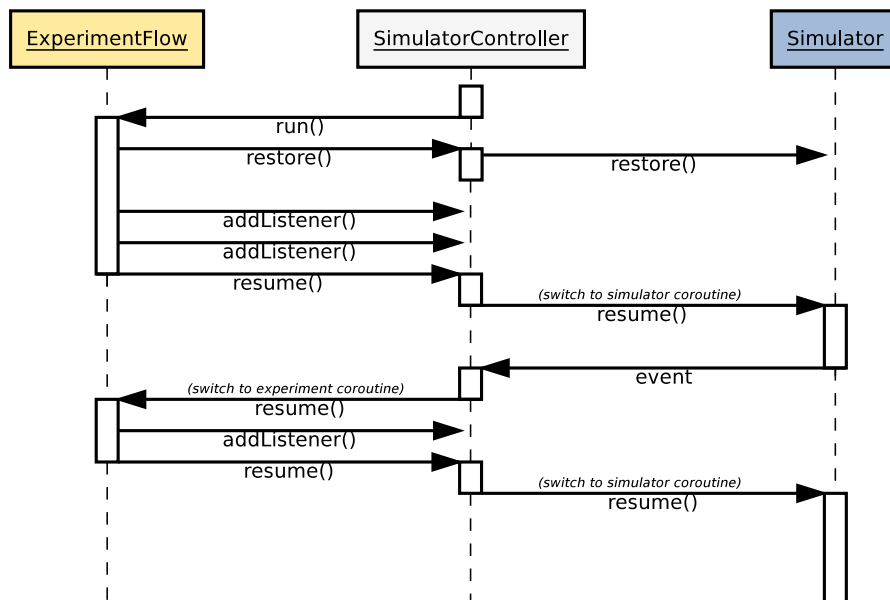 ExperimentFlow
SimulatorController
Simulator
run()
restore()
restore()
addListener()
addListener()
resume()
(switch to simulator coroutine)
resume()
event
(switch to experiment coroutine)
resume()
addListener()
resume()
(switch to simulator coroutine)
resume()